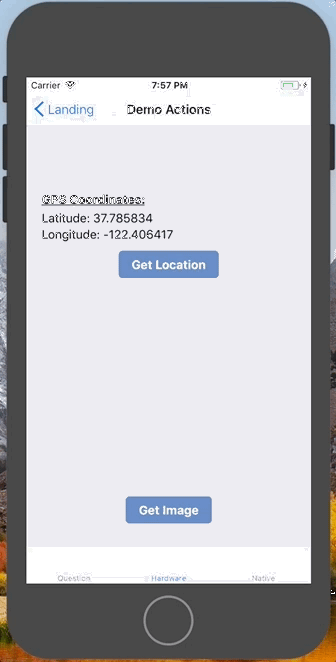 Carrier 7:57 PM
Landing Demo Actions
GPS Coordinates:
Latitude: 37.785834
Longitude: -122.406417
Get Location
Get Image
Question Hardware Native